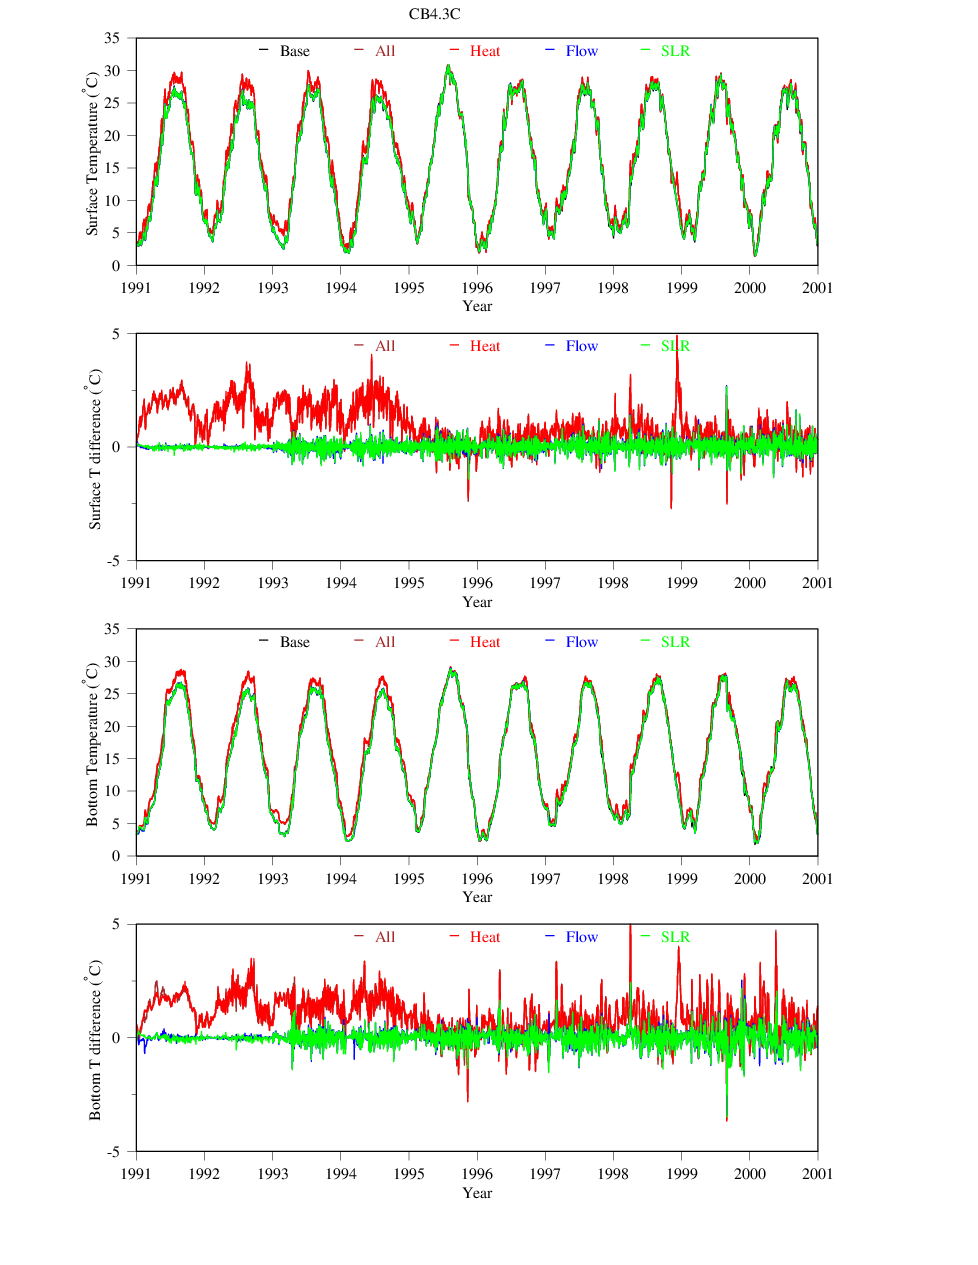 CB4.3C
35
30
25
20
15
10
5
0
Surface Temperature (°C)
Base All Heat Flow SLR
1991 1992 1993 1994 1995 1996 1997 1998 1999 2000 2001
Year
5
0
-5
Surface T difference (°C)
All Heat Flow SLR
1991 1992 1993 1994 1995 1996 1997 1998 1999 2000 2001
Year
35
30
25
20
15
10
5
0
Bottom Temperature (°C)
Base All Heat Flow SLR
1991 1992 1993 1994 1995 1996 1997 1998 1999 2000 2001
Year
5
0
-5
Bottom T difference (°C)
All Heat Flow SLR
1991 1992 1993 1994 1995 1996 1997 1998 1999 2000 2001
Year